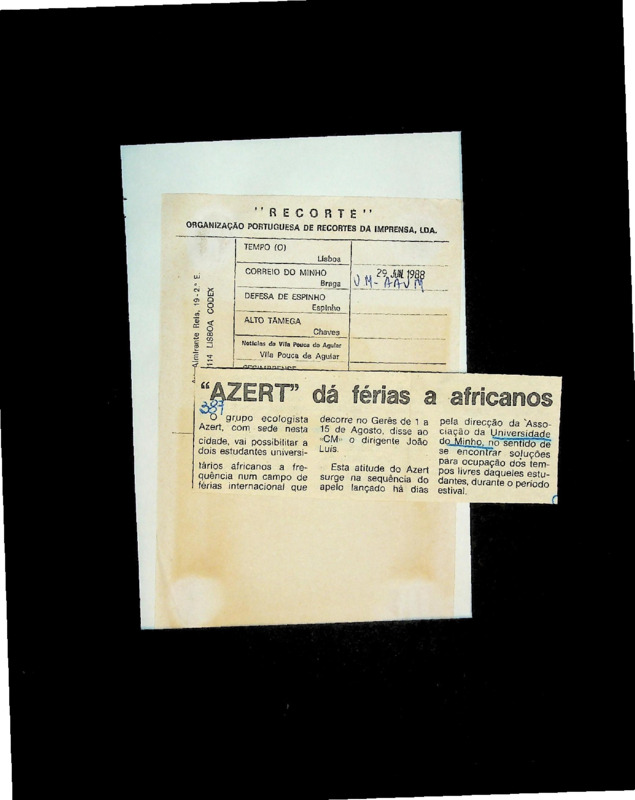 "RECORTE"
ORGANIZAÇÃO PORTUGUESA DE RECORTES DA IMPRENSA, LDA.
Almirante Reis, 19-2.º E.
114 LISBOA CODEX
TEMPO (O)
Lisboa
CORREIO DO MINHO
Braga
29 JUL 1988
UM-AAUM
DEFESA DE ESPINHO
Espinho
ALTO TÂMEGA
Chaves
Notícias de Vila Pouca de Aguiar
Vila Pouca de Aguiar
"AZERT" dá férias a africanos
387
O grupo ecologista
Azert, com sede nesta
cidade, vai possibilitar a
dois estudantes universi-
tários africanos a fre-
quência num campo de
férias internacional que
decorre no Gerês de 1 a
15 de Agosto, disse ao
«CM» o dirigente João
Luís.
Esta atitude do Azert
surge na sequência do
apelo lançado há dias
pela direcção da Asso-
ciação da Universidade
do Minho, no sentido de
se encontrar soluções
para ocupação dos tem-
pos livres daqueles estu-
dantes, durante o período
estival.